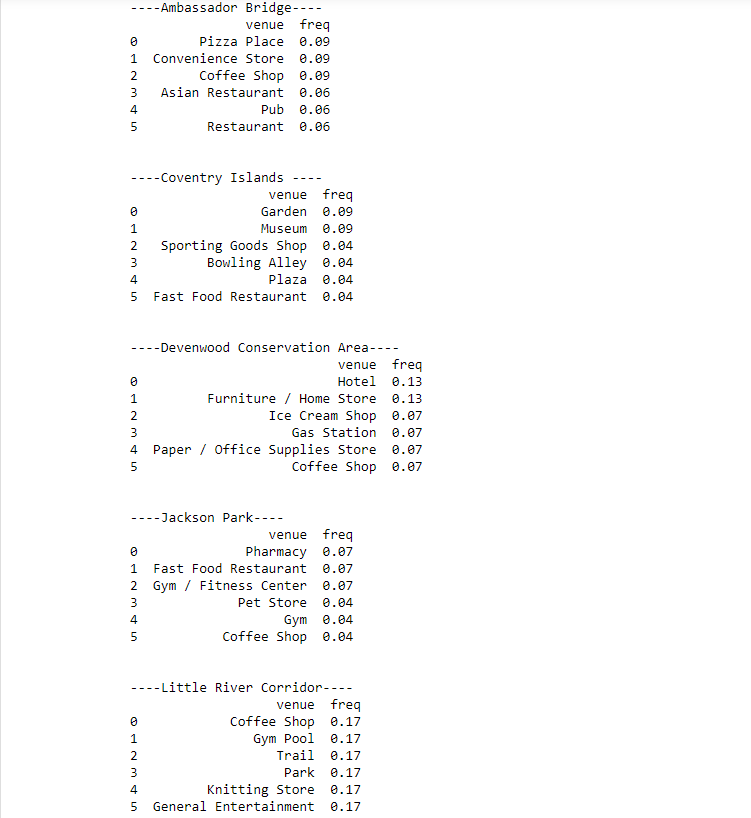 ----Ambassador Bridge----
venue freq
0 Pizza Place 0.09
1 Convenience Store 0.09
2 Coffee Shop 0.09
3 Asian Restaurant 0.06
4 Pub 0.06
5 Restaurant 0.06
----Coventry Islands ----
venue freq
0 Garden 0.09
1 Museum 0.09
2 Sporting Goods Shop 0.04
3 Bowling Alley 0.04
4 Plaza 0.04
5 Fast Food Restaurant 0.04
----Devenwood Conservation Area----
venue freq
0 Hotel 0.13
1 Furniture / Home Store 0.13
2 Ice Cream Shop 0.07
3 Gas Station 0.07
4 Paper / Office Supplies Store 0.07
5 Coffee Shop 0.07
----Jackson Park----
venue freq
0 Pharmacy 0.07
1 Fast Food Restaurant 0.07
2 Gym / Fitness Center 0.07
3 Pet Store 0.04
4 Gym 0.04
5 Coffee Shop 0.04
----Little River Corridor----
venue freq
0 Coffee Shop 0.17
1 Gym Pool 0.17
2 Trail 0.17
3 Park 0.17
4 Knitting Store 0.17
5 General Entertainment 0.17